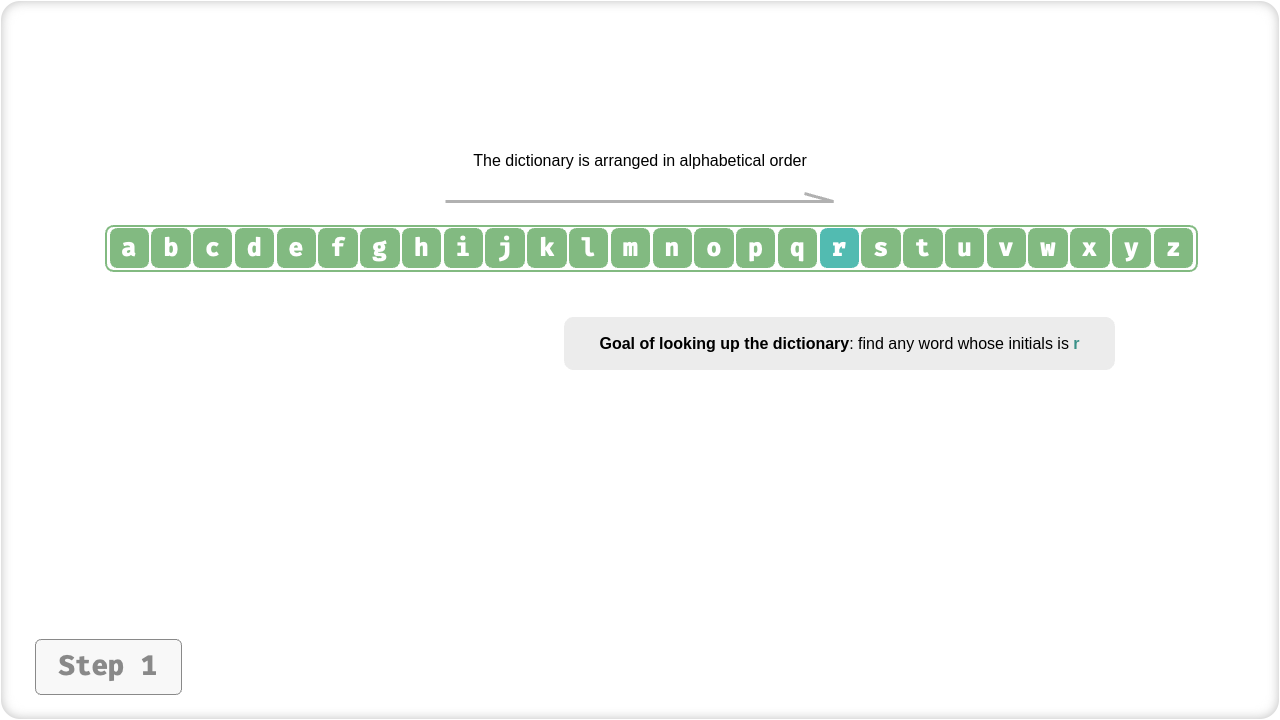 The dictionary is arranged in alphabetical order
a b c d e f g h i j k l m n o p q r s t u v w x y z
Goal of looking up the dictionary: find any word whose initials is r
Step 1